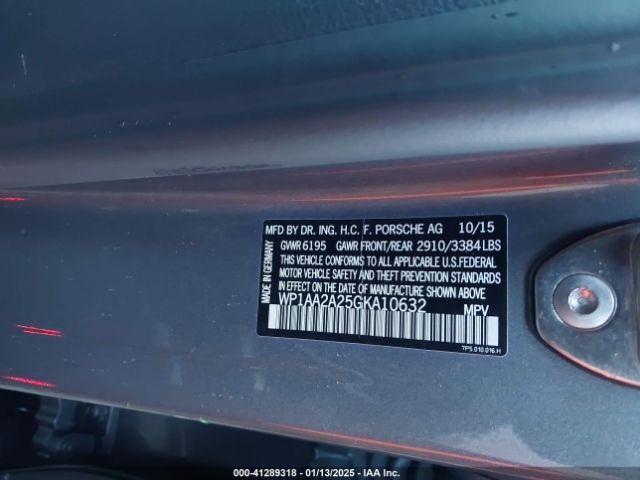 MFD BY DR. ING. H.C. F. PORSCHE AG 10/15
GVWR 6195 GAWR FRONT/REAR 2910/3384LBS
THIS VEHICLE CONFORMS TO ALL APPLICABLE U.S.FEDERAL
MOTOR VEHICLE SAFETY AND THEFT PREVENTION
STANDARDS IN EFFECT ON THE DATE OF MANUFACTURE SHOWN ABOVE
WP1AA2A25GKA10632 MPV
7P5.010.016.H
MADE IN GERMANY
000-41289318 - 01/13/2025 - IAA Inc.